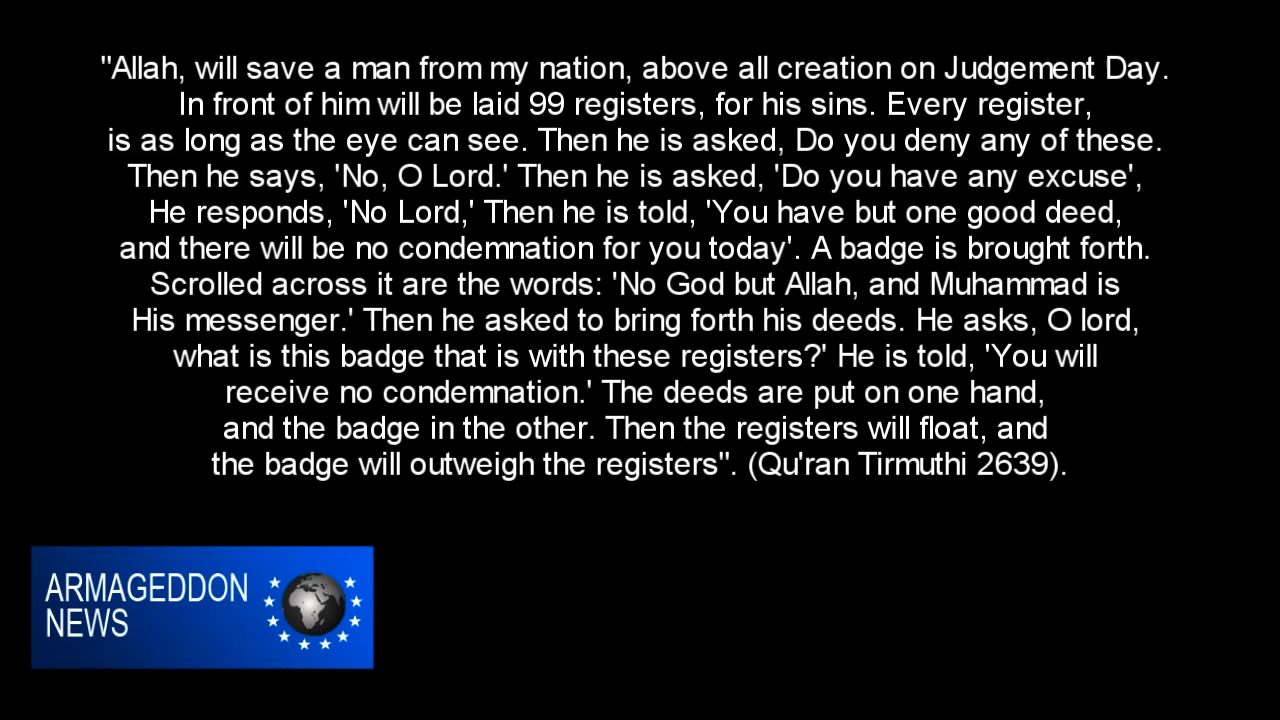 "Allah, will save a man from my nation, above all creation on Judgement Day.
In front of him will be laid 99 registers, for his sins. Every register,
is as long as the eye can see. Then he is asked, Do you deny any of these.
Then he says, 'No, O Lord.' Then he is asked, 'Do you have any excuse',
He responds, 'No Lord,' Then he is told, 'You have but one good deed,
and there will be no condemnation for you today'. A badge is brought forth.
Scrolled across it are the words: 'No God but Allah, and Muhammad is
His messenger.' Then he asked to bring forth his deeds. He asks, O lord,
what is this badge that is with these registers?' He is told, 'You will
receive no condemnation.' The deeds are put on one hand,
and the badge in the other. Then the registers will float, and
the badge will outweigh the registers". (Qu'ran Tirmuthi 2639).
ARMAGEDDON
NEWS